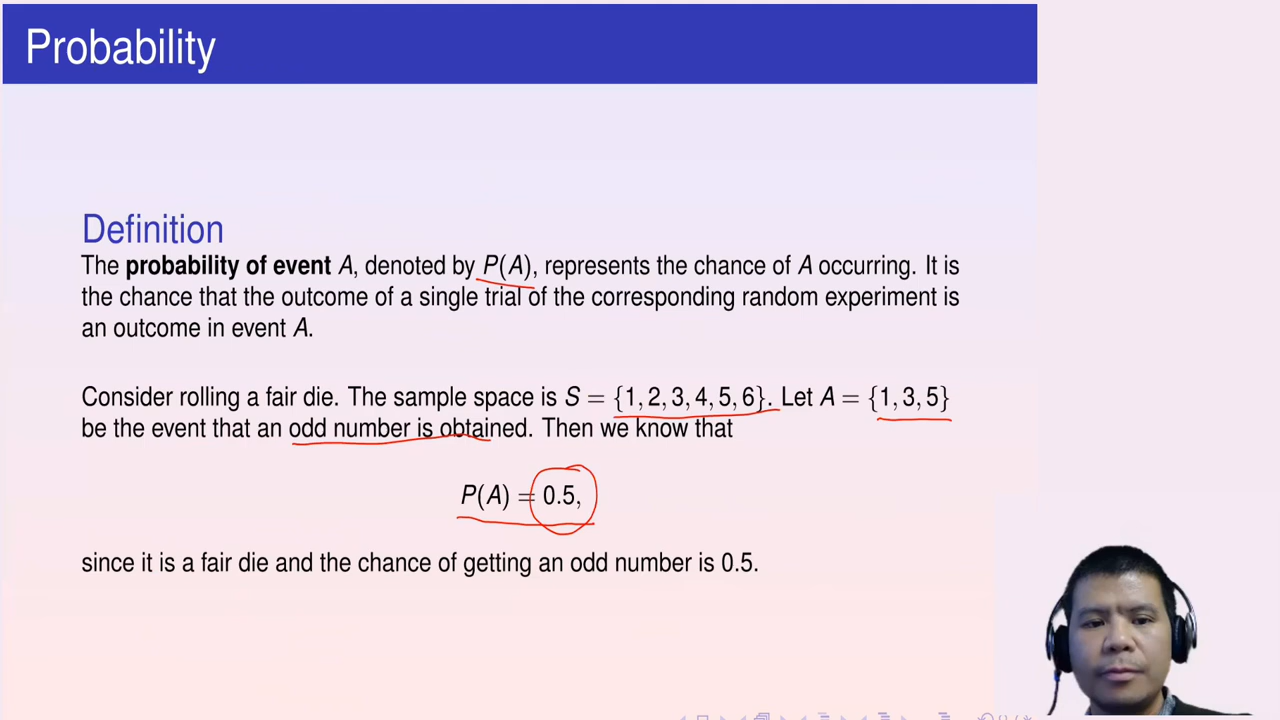 Probability
Definition
The probability of event A, denoted by P(A), represents the chance of A occurring. It is
the chance that the outcome of a single trial of the corresponding random experiment is
an outcome in event A.
Consider rolling a fair die. The sample space is S = {1, 2, 3, 4, 5, 6}. Let A = {1, 3, 5}
be the event that an odd number is obtained. Then we know that
P(A) = 0.5,
since it is a fair die and the chance of getting an odd number is 0.5.